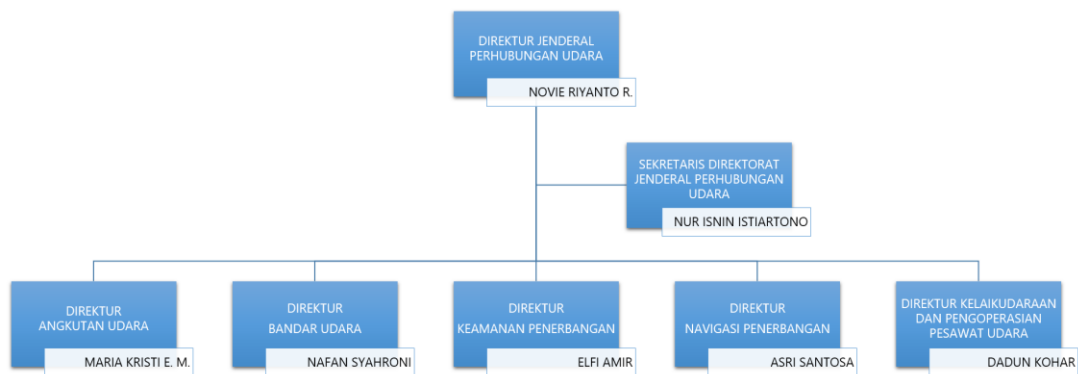 DIREKTUR JENDERAL
PERHUBUNGAN UDARA
NOVIE RIYANTO R.
SEKRETARIS DIREKTORAT
JENDERAL PERHUBUNGAN
UDARA
NUR ISNIN ISTIARTONO
DIREKTUR
ANGKUTAN UDARA
MARIA KRISTI E. M.
DIREKTUR
BANDAR UDARA
NAFAN SYAHRONI
DIREKTUR
KEAMANAN PENERBANGAN
ELFI AMIR
DIREKTUR
NAVIGASI PENERBANGAN
ASRI SANTOSA
DIREKTUR KELAIKUDARAAN
DAN PENGOPERASIAN
PESAWAT UDARA
DADUN KOHAR